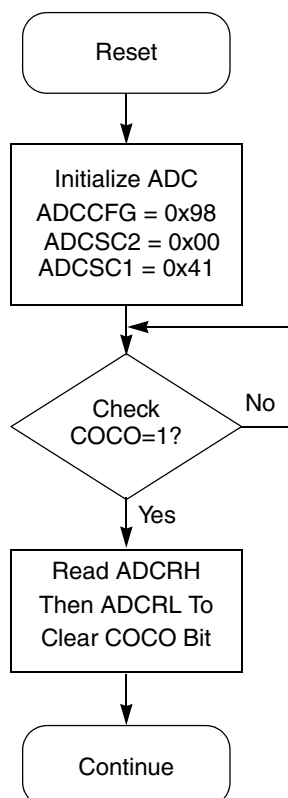 Reset
Initialize ADC
ADCCFG = 0x98
ADCSC2 = 0x00
ADCSC1 = 0x41
Check
COCO=1?
No
Yes
Read ADCRH
Then ADCRL To
Clear COCO Bit
Continue